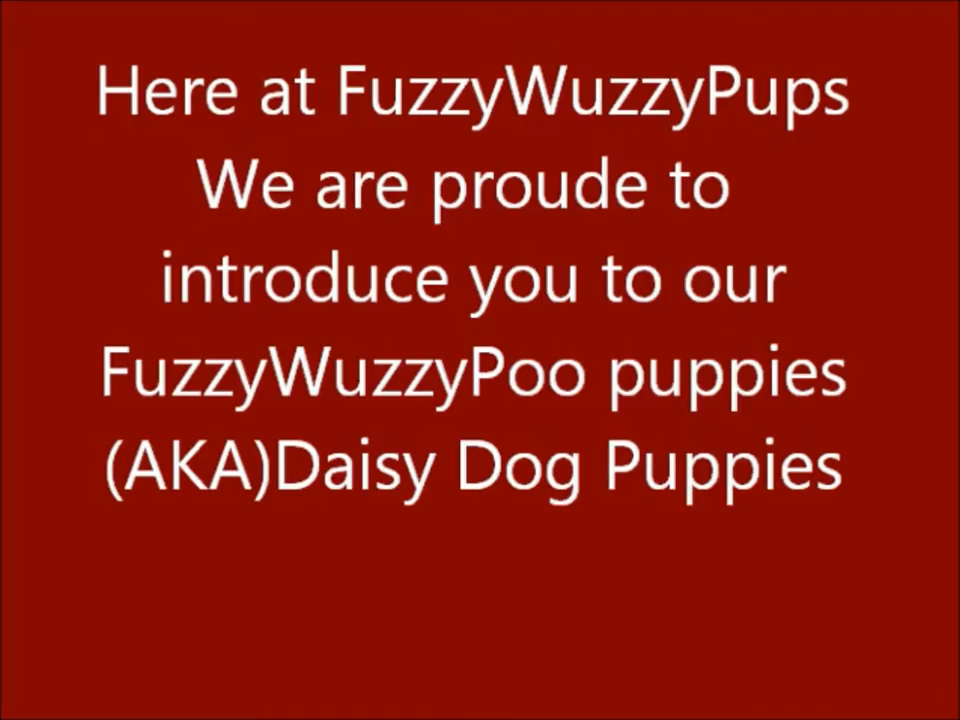 Here at FuzzyWuzzyPups
We are proude to
introduce you to our
FuzzyWuzzyPoo puppies
(AKA)Daisy Dog Puppies